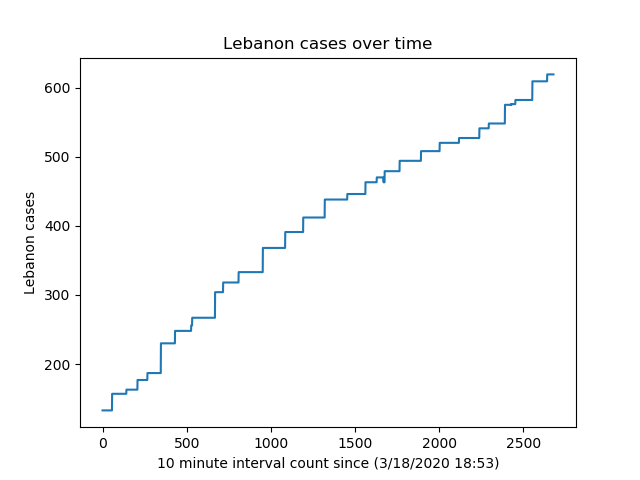 Lebanon cases over time
600
500
400
300
200
Lebanon cases
0 500 1000 1500 2000 2500
10 minute interval count since (3/18/2020 18:53)